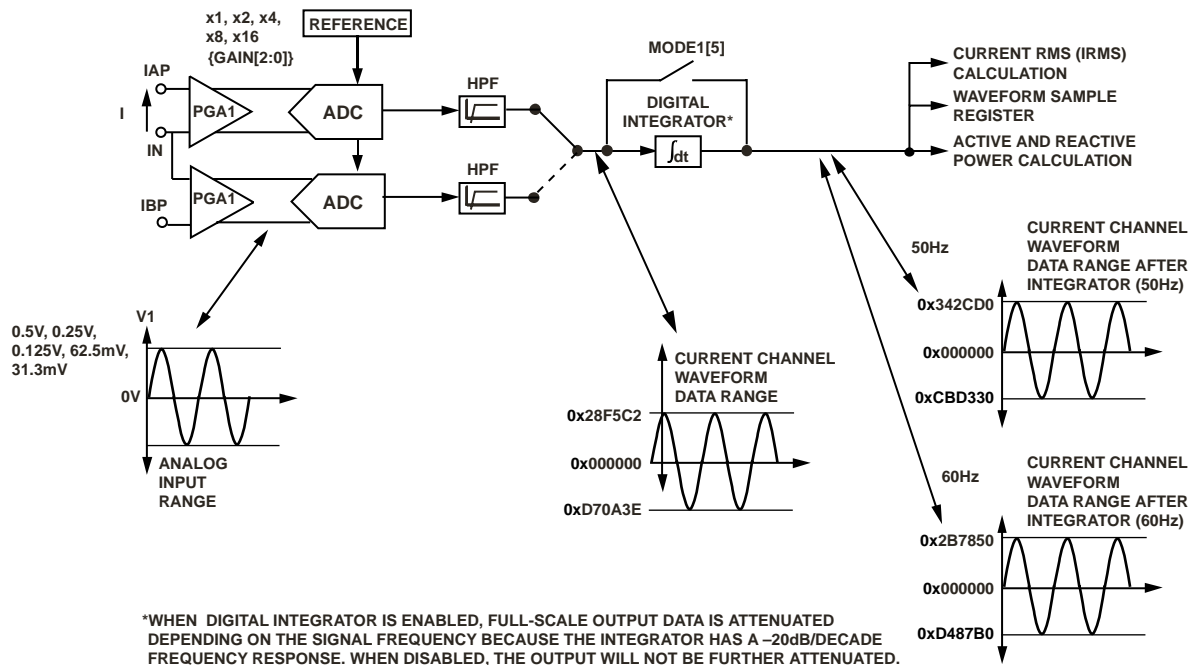 x1, x2, x4,
x8, x16
{GAIN[2:0]}
REFERENCE
IAP
I
IN
IBP
PGA1
ADC
PGA1
ADC
HPF
HPF
MODE1[5]
DIGITAL
INTEGRATOR*
∫dt
CURRENT RMS (IRMS)
CALCULATION
WAVEFORM SAMPLE
REGISTER
ACTIVE AND REACTIVE
POWER CALCULATION
0.5V, 0.25V,
0.125V, 62.5mV,
31.3mV
V1
0V
ANALOG
INPUT
RANGE
CURRENT CHANNEL
WAVEFORM
DATA RANGE
0x28F5C2
0x000000
0xD70A3E
50Hz
CURRENT CHANNEL
WAVEFORM
DATA RANGE AFTER
INTEGRATOR (50Hz)
0x342CD0
0x000000
0xCBD330
60Hz
CURRENT CHANNEL
WAVEFORM
DATA RANGE AFTER
INTEGRATOR (60Hz)
0x2B7850
0x000000
0xD487B0
*WHEN DIGITAL INTEGRATOR IS ENABLED, FULL-SCALE OUTPUT DATA IS ATTENUATED
DEPENDING ON THE SIGNAL FREQUENCY BECAUSE THE INTEGRATOR HAS A –20dB/DECADE
FREQUENCY RESPONSE. WHEN DISABLED, THE OUTPUT WILL NOT BE FURTHER ATTENUATED.